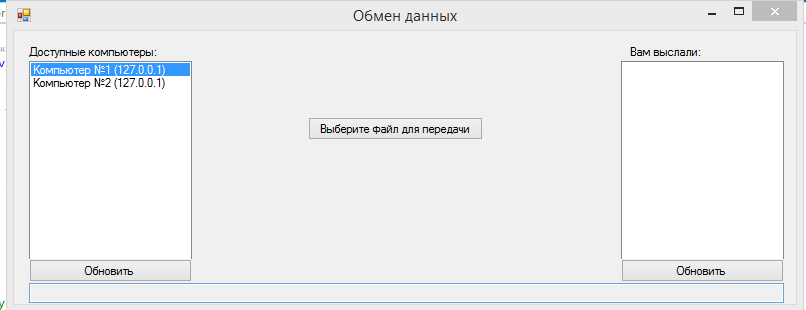 Обмен данных
Доступные компьютеры:
Вам выслали:
Компьютер №1 (127.0.0.1)
Компьютер №2 (127.0.0.1)
Выберите файл для передачи
Обновить
Обновить